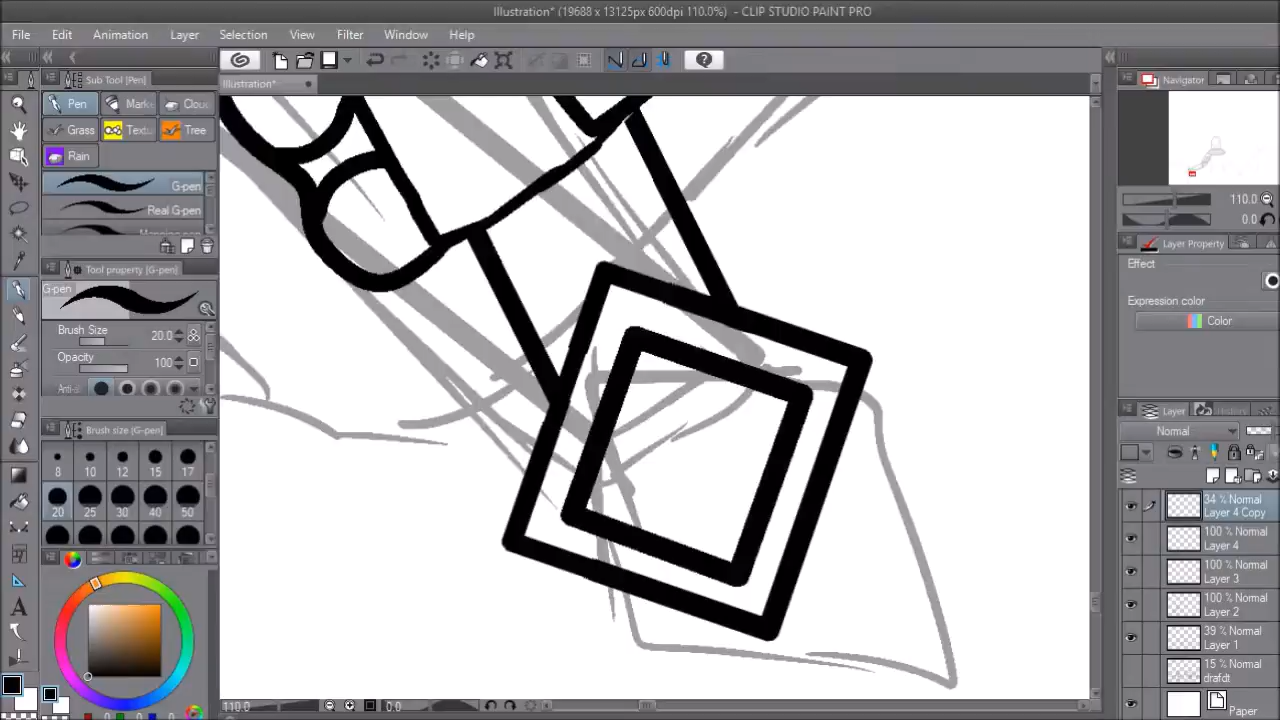 Illustration* (19688 x 13125px 600dpi 110.0%) - CLIP STUDIO PAINT PRO
File Edit Animation Layer Selection View Filter Window Help
Sub Tool [Pen]
Illustration*
Navigator
Pen Marke Clou
Grass Textu Tree
Rain
G-pen
Real G-pen
110.0
0.0
Layer Property
Tool property [G-pen]
G-pen
Effect
Expression color
Color
Brush Size 20.0
Opacity 100
Anti-a
Layer History
Brush size [G-pen]
Normal
8 10 12 15 17
20 25 30 40 50
34 % Normal
Layer 4 Copy
100 % Normal
Layer 4
100 % Normal
Layer 3
100 % Normal
Layer 2
39 % Normal
Layer 1
15 % Normal
drafdt
Paper
110.0 0.0